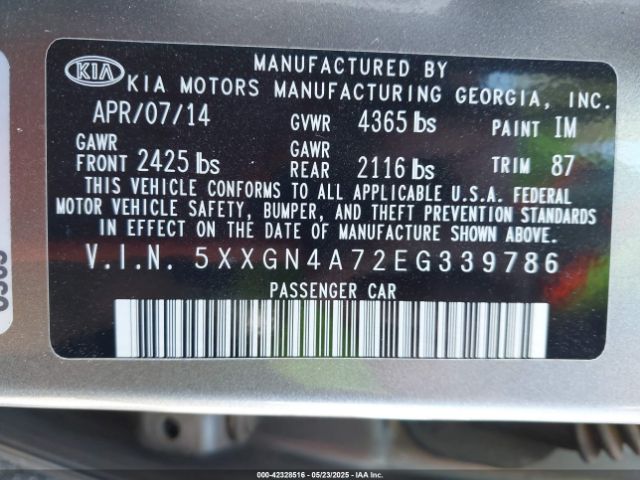 MANUFACTURED BY
KIA KIA MOTORS MANUFACTURING GEORGIA, INC.
APR/07/14 GVWR 4365 lbs PAINT IM
GAWR FRONT 2425 lbs GAWR REAR 2116 lbs TRIM 87
THIS VEHICLE CONFORMS TO ALL APPLICABLE U.S.A. FEDERAL
MOTOR VEHICLE SAFETY, BUMPER, AND THEFT PREVENTION STANDARDS
IN EFFECT ON THE DATE OF MANUFACTURE SHOWN ABOVE.
V.I.N. 5XXGN4A72EG339786
PASSENGER CAR
000-42328516 - 05/23/2025 - IAA Inc.